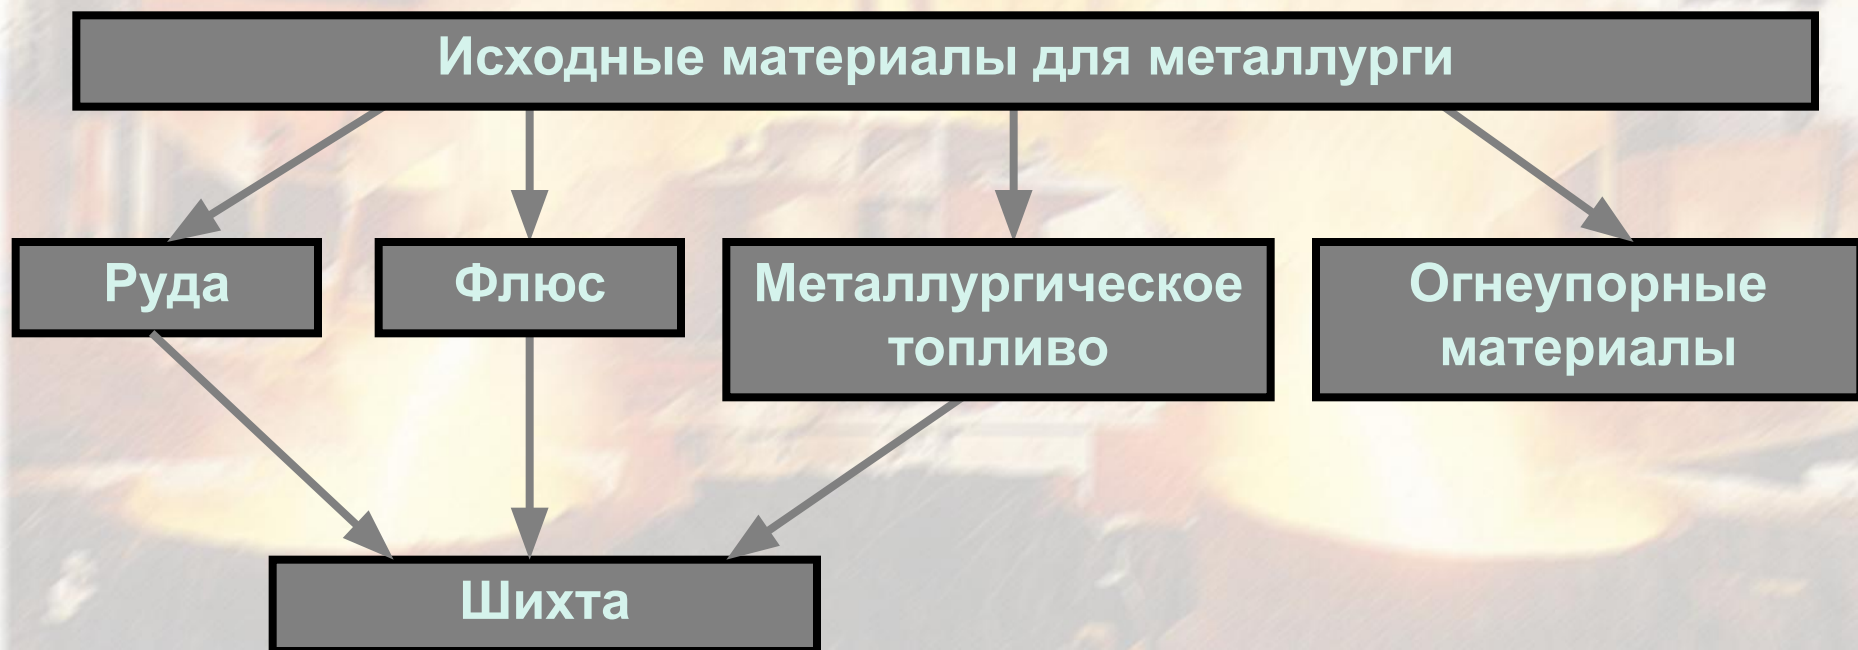 Исходные материалы для металлурги
Руда
Флюс
Металлургическое
топливо
Огнеупорные
материалы
Шихта